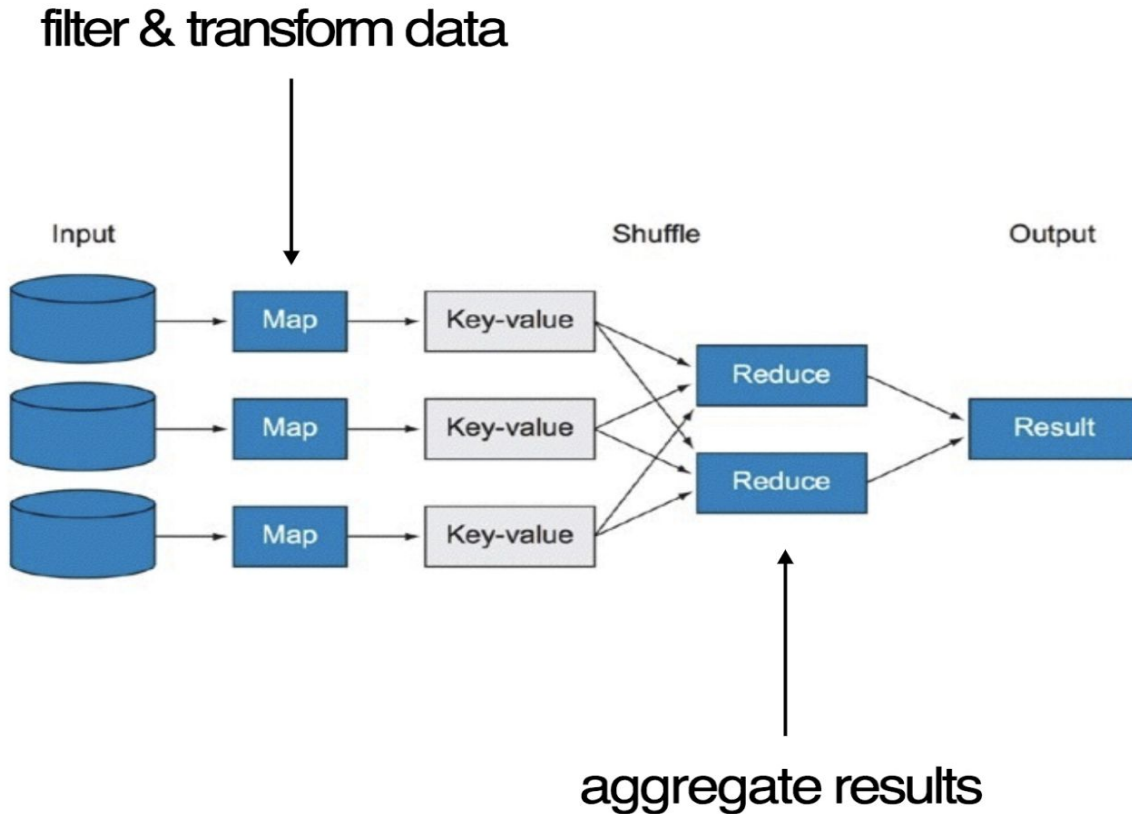 filter & transform data
Input
Shuffle
Output
Map
Key-value
Reduce
Map
Key-value
Result
Reduce
Map
Key-value
aggregate results